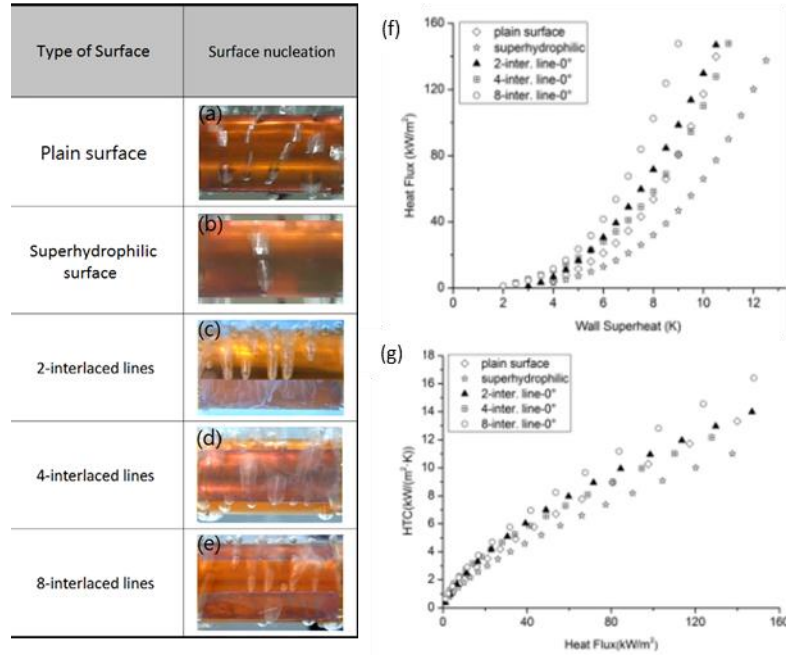 Type of Surface
Surface nucleation
Plain surface
(a)
Superhydrophilic
surface
(b)
2-interlaced lines
(c)
4-interlaced lines
(d)
8-interlaced lines
(e)
(f)
160
120
80
40
0
Heat Flux (kW/m²)
plain surface
superhydrophilic
2-inter. line-0°
4-inter. line-0°
8-inter. line-0°
0 2 4 6 8 10 12
Wall Superheat (K)
(g)
18
16
14
12
10
8
6
4
2
0
HTC(kW/(m²·K)
plain surface
superhydrophilic
2-inter. line-0°
4-inter. line-0°
8-inter. line-0°
0 40 80 120 160
Heat Flux(kW/m²)